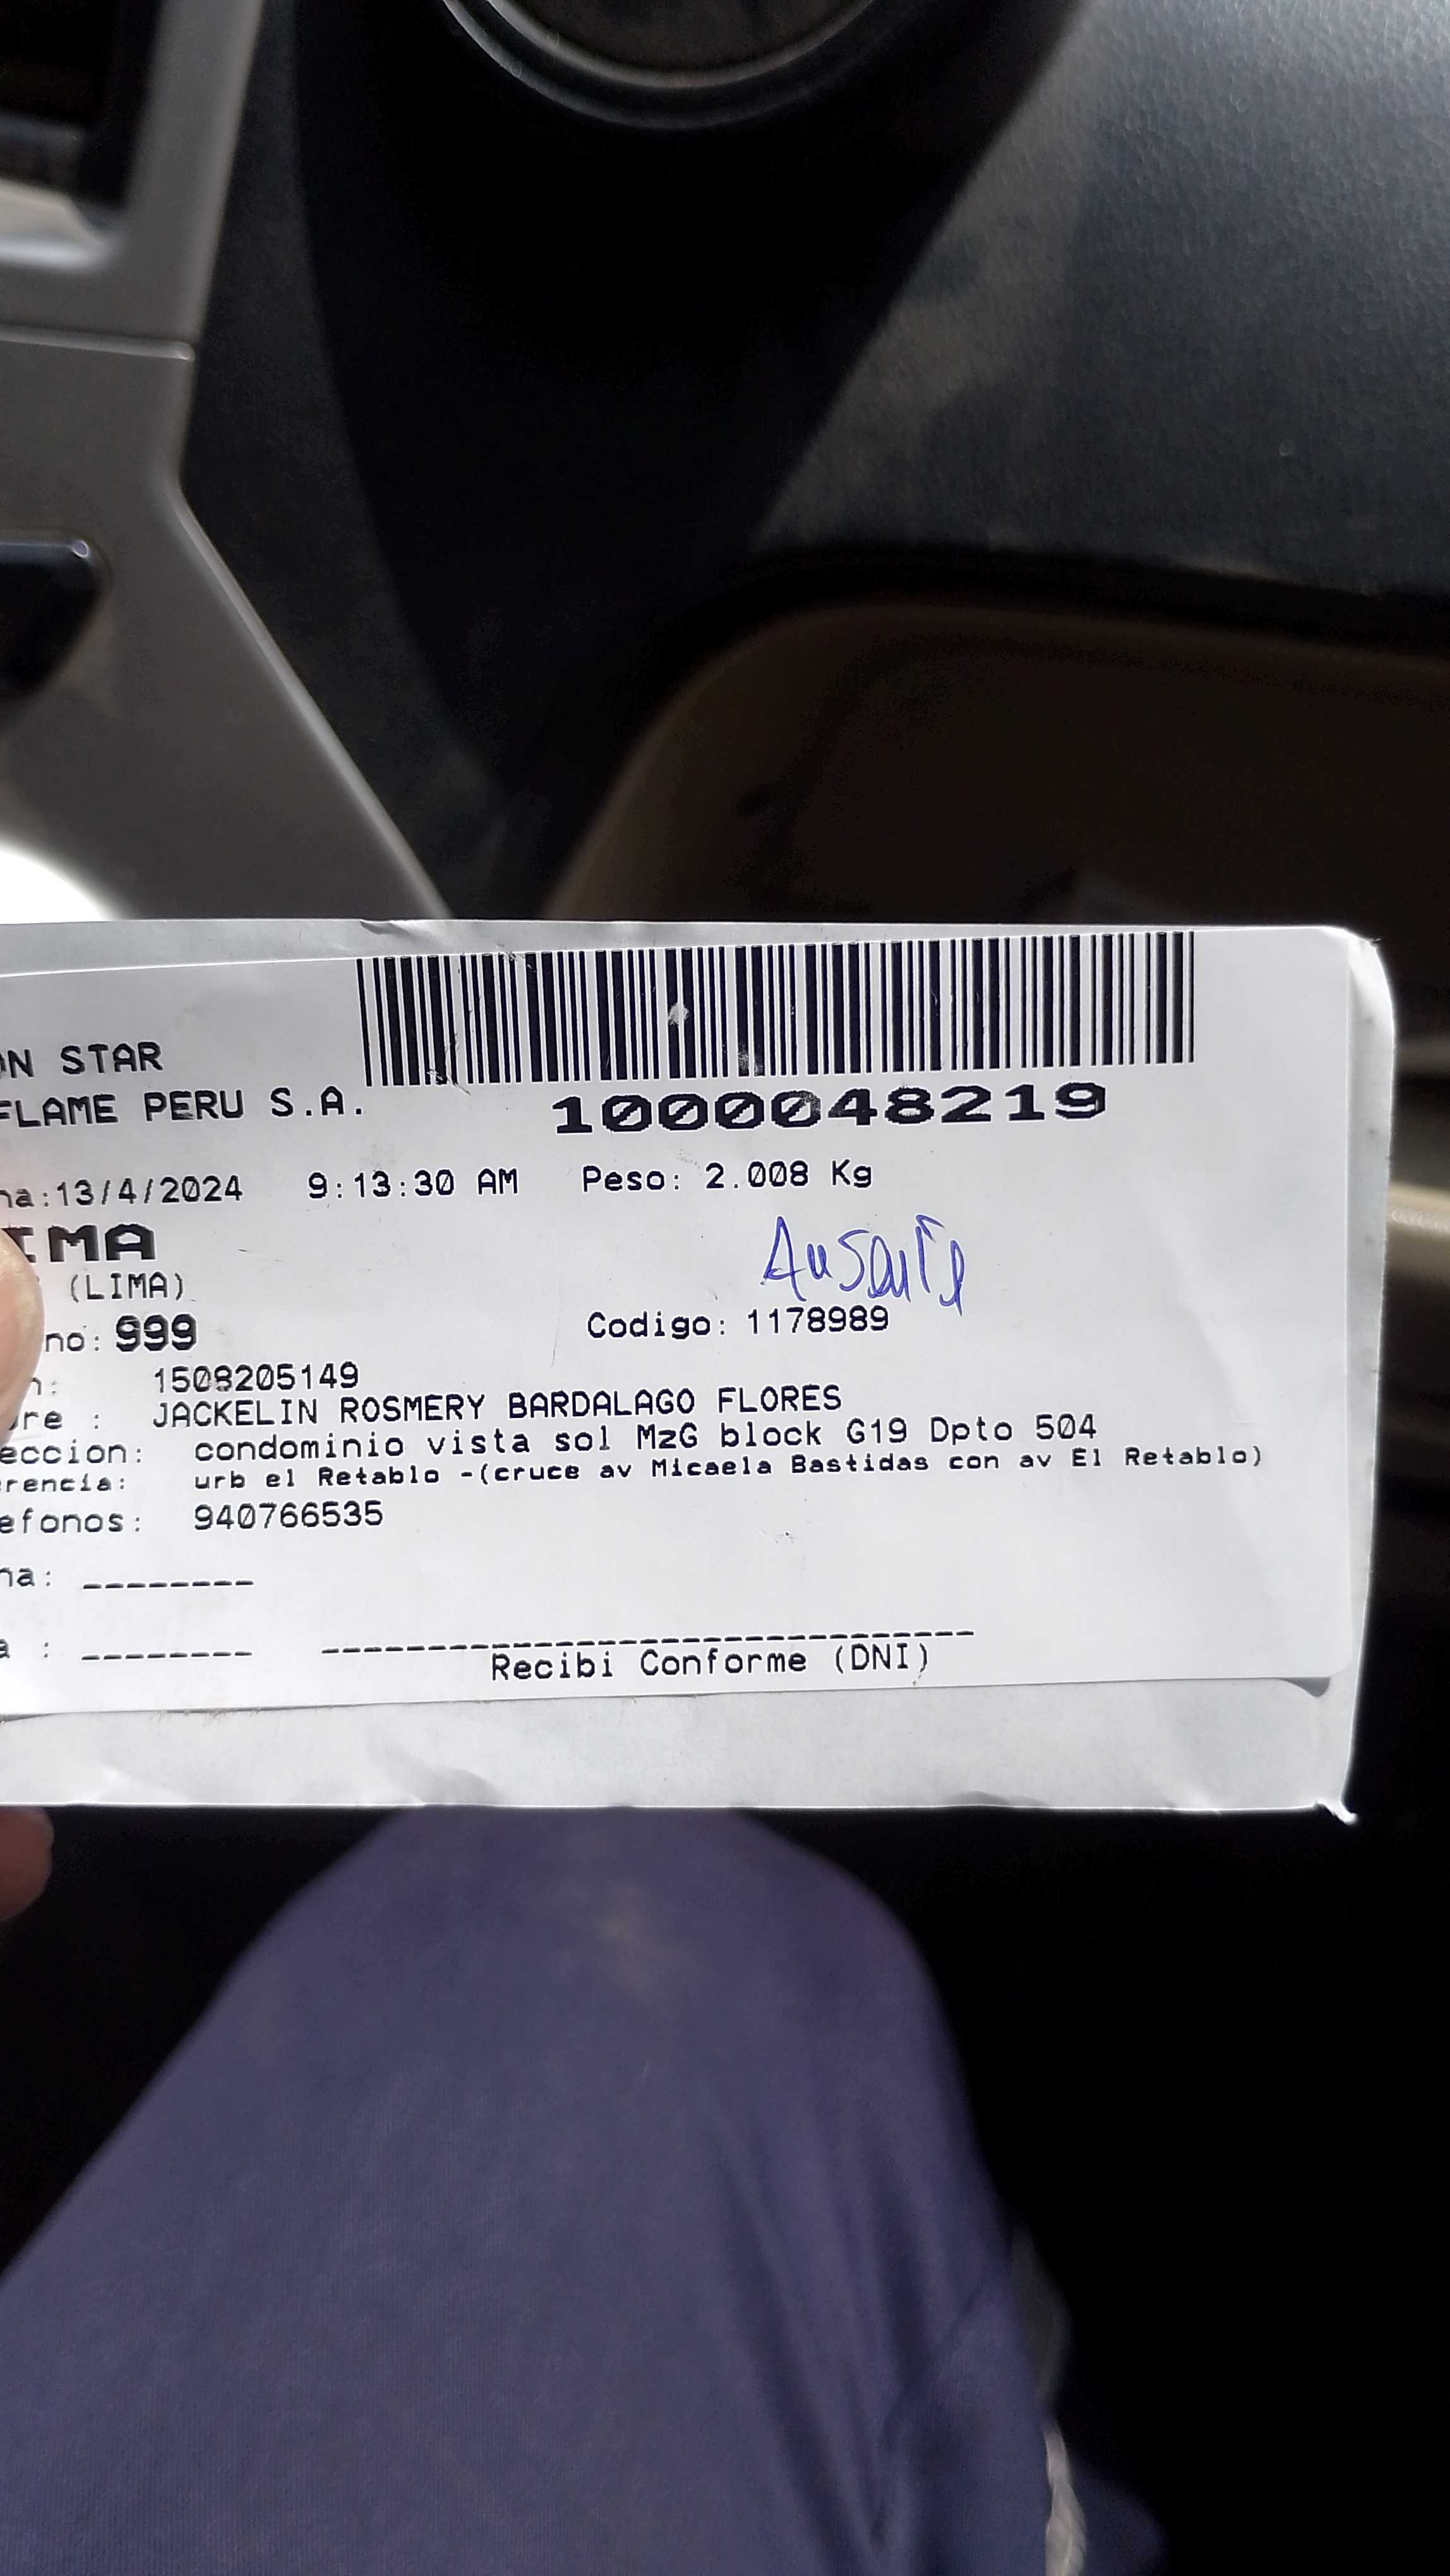 N STAR
FLAME PERU S.A.
1000048219
na:13/4/2024 9:13:30 AM Peso: 2.008 Kg
IMA
(LIMA)
no: 999 Codigo: 1178989
1508205149
re : JACKELIN ROSMERY BARDALAGO FLORES
eccion: condominio vista sol MzG block G19 Dpto 504
rencia: urb el Retablo -(cruce av Micaela Bastidas con av El Retablo)
efonos: 940766535
na: ________
a : ________
Recibi Conforme (DNI)